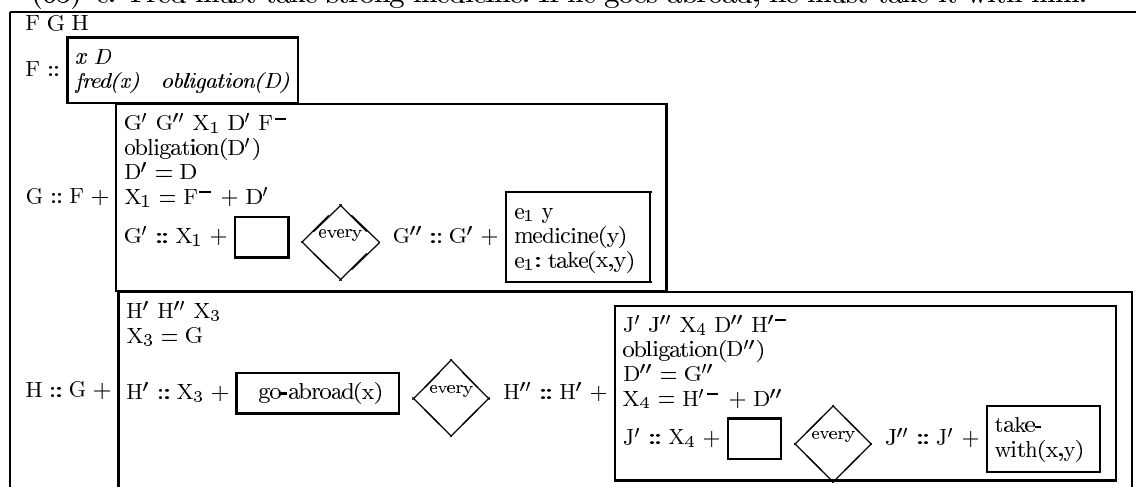 (65) c. Fred must take strong medicine. If he goes abroad, he must take it with him.
F G H
F :: x D
fred(x) obligation(D)
G′ G″ X₁ D′ F⁻
obligation(D′)
D′ = D
G :: F + X₁ = F⁻ + D′
G′ :: X₁ + every G″ :: G′ + e₁ y
medicine(y)
e₁: take(x,y)
H′ H″ X₃
X₃ = G
H :: G + H′ :: X₃ + go-abroad(x) every H″ :: H′ +
J′ J″ X₄ D″ H′⁻
obligation(D″)
D″ = G″
X₄ = H′⁻ + D″
J′ :: X₄ + every J″ :: J′ + take-
with(x,y)